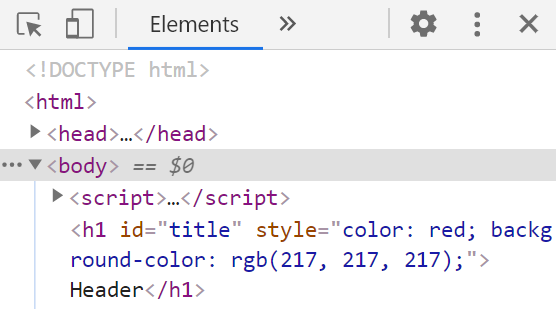 Elements »
<!DOCTYPE html>
<html>
<head>…</head>
<body> == $0
<script>…</script>
<h1 id="title" style="color: red; backg
round-color: rgb(217, 217, 217);">
Header</h1>